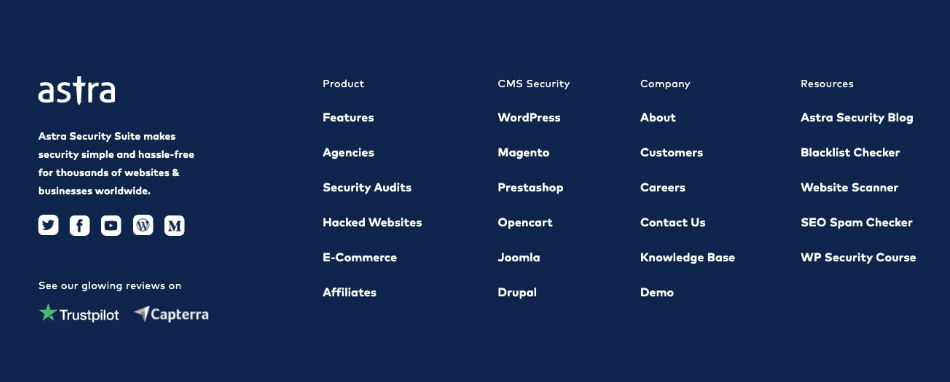 astra
Astra Security Suite makes
security simple and hassle-free
for thousands of websites &
businesses worldwide.
See our glowing reviews on
Trustpilot
Capterra
Product
Features
Agencies
Security Audits
Hacked Websites
E-Commerce
Affiliates
CMS Security
WordPress
Magento
Prestashop
Opencart
Joomla
Drupal
Company
About
Customers
Careers
Contact Us
Knowledge Base
Demo
Resources
Astra Security Blog
Blacklist Checker
Website Scanner
SEO Spam Checker
WP Security Course